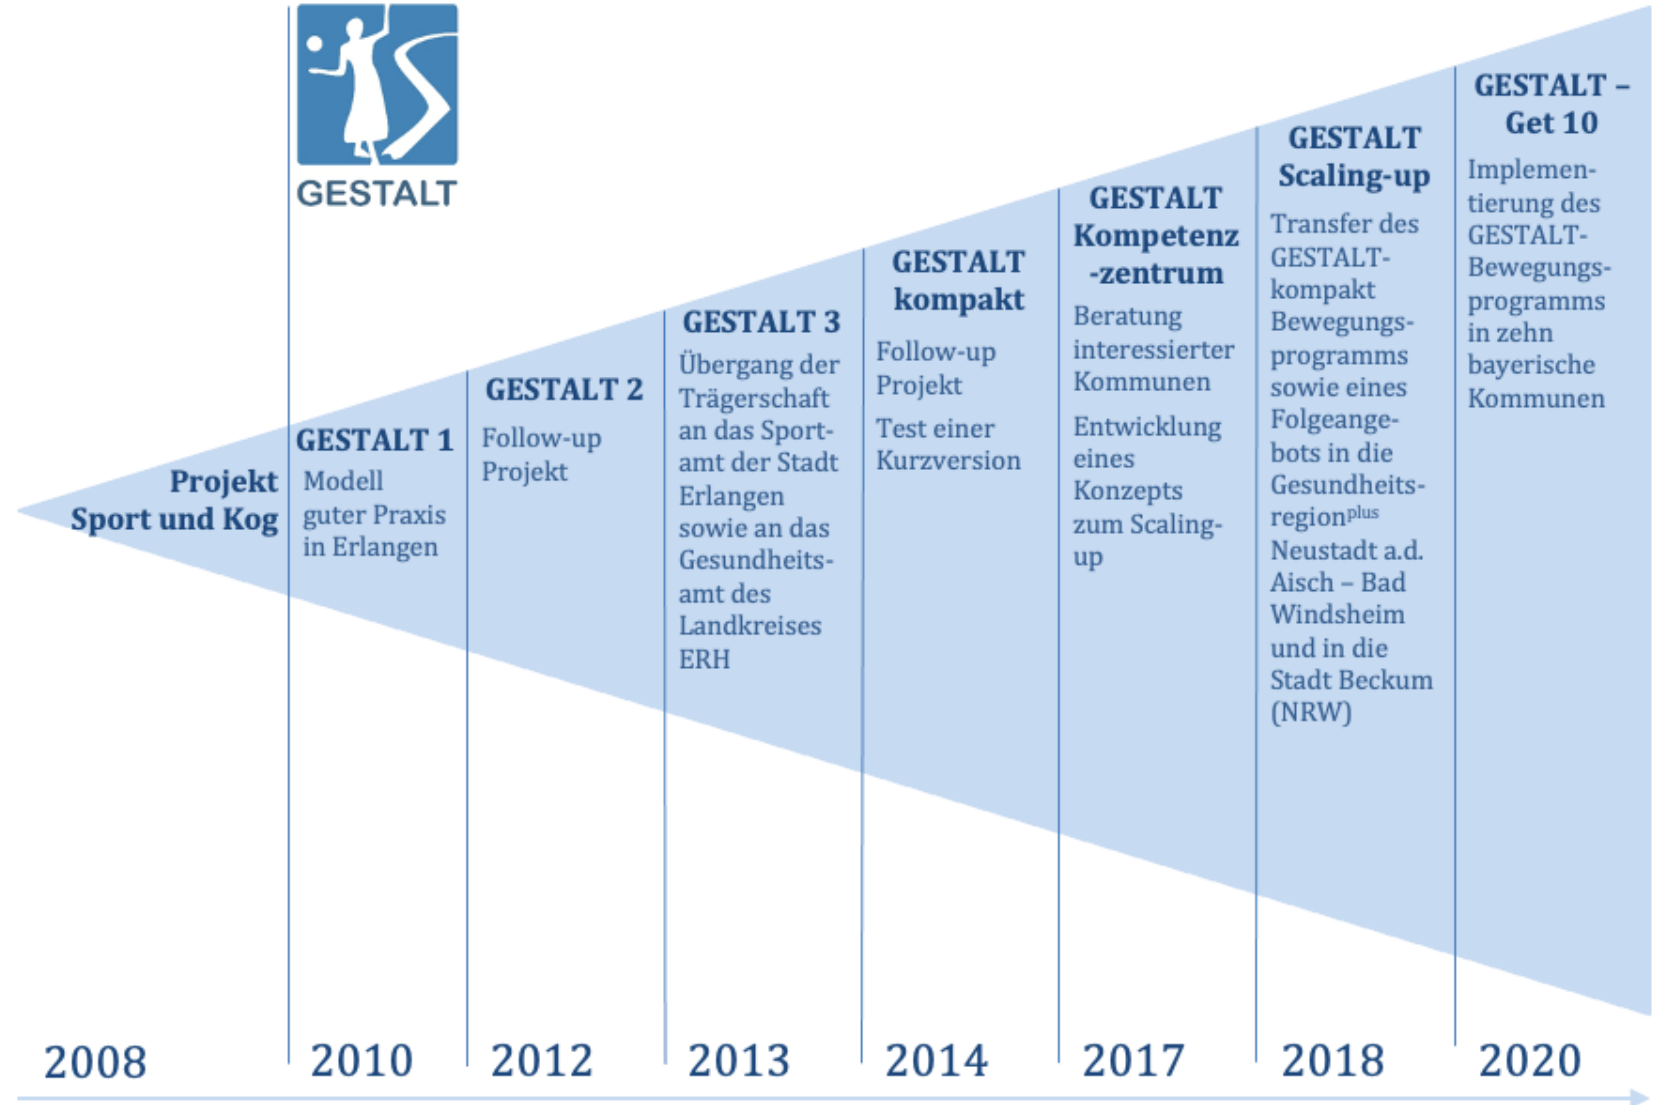 GESTALT
Projekt
Sport und Kog
GESTALT 1
Modell
guter Praxis
in Erlangen
GESTALT 2
Follow-up
Projekt
GESTALT 3
Übergang der
Trägerschaft
an das Sport-
amt der Stadt
Erlangen
sowie an das
Gesundheits-
amt des
Landkreises
ERH
GESTALT
kompakt
Follow-up
Projekt
Test einer
Kurzversion
GESTALT
Kompetenz
-zentrum
Beratung
interessierter
Kommunen
Entwicklung
eines
Konzepts
zum Scaling-
up
GESTALT
Scaling-up
Transfer des
GESTALT-
kompakt
Bewegungs-
programms
sowie eines
Folgeange-
bots in die
Gesundheits-
regionplus
Neustadt a.d.
Aisch – Bad
Windsheim
und in die
Stadt Beckum
(NRW)
GESTALT –
Get 10
Implemen-
tierung des
GESTALT-
Bewegungs-
programms
in zehn
bayerische
Kommunen
2008
2010
2012
2013
2014
2017
2018
2020